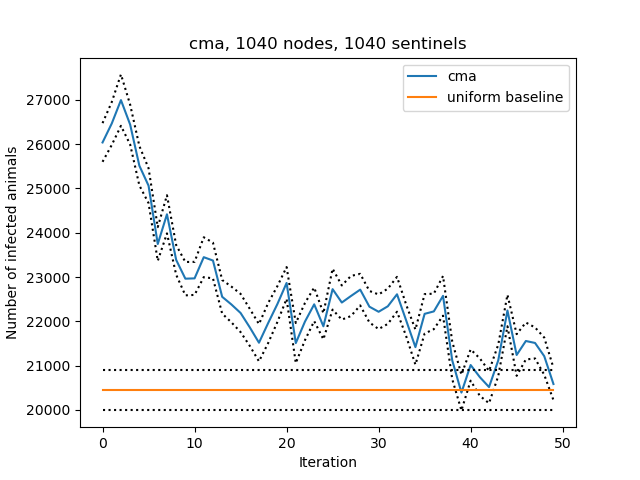 cma, 1040 nodes, 1040 sentinels
cma
uniform baseline
Number of infected animals
27000
26000
25000
24000
23000
22000
21000
20000
0 10 20 30 40 50
Iteration